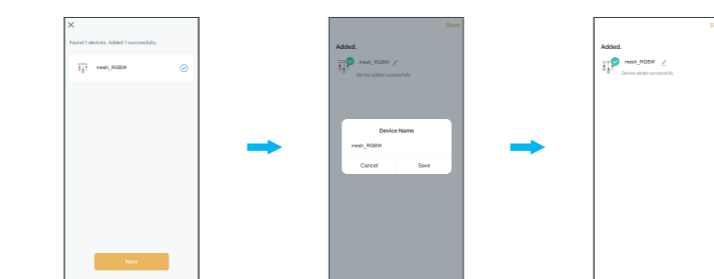 Found 1 devices. Added 1 successfully.
mesh_RGBW
Next
Done
Added.
mesh_RGBW
Device added successfully
Device Name
mesh_RGBW
Cancel
Save
Added.
mesh_RGBW
Device added successfully